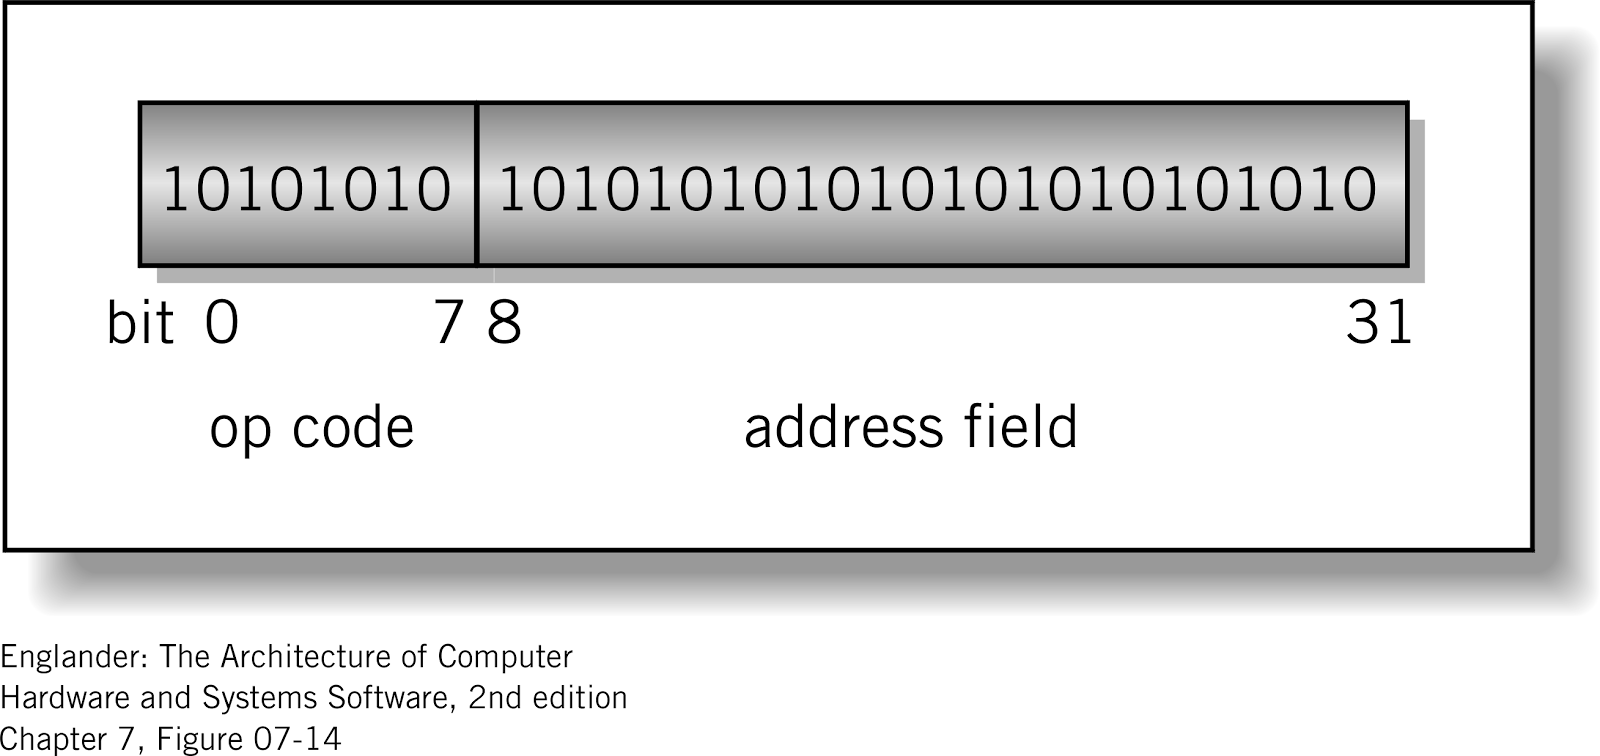 10101010 101010101010101010101010
bit 0 7 8 31
op code address field
Englander: The Architecture of Computer
Hardware and Systems Software, 2nd edition
Chapter 7, Figure 07-14